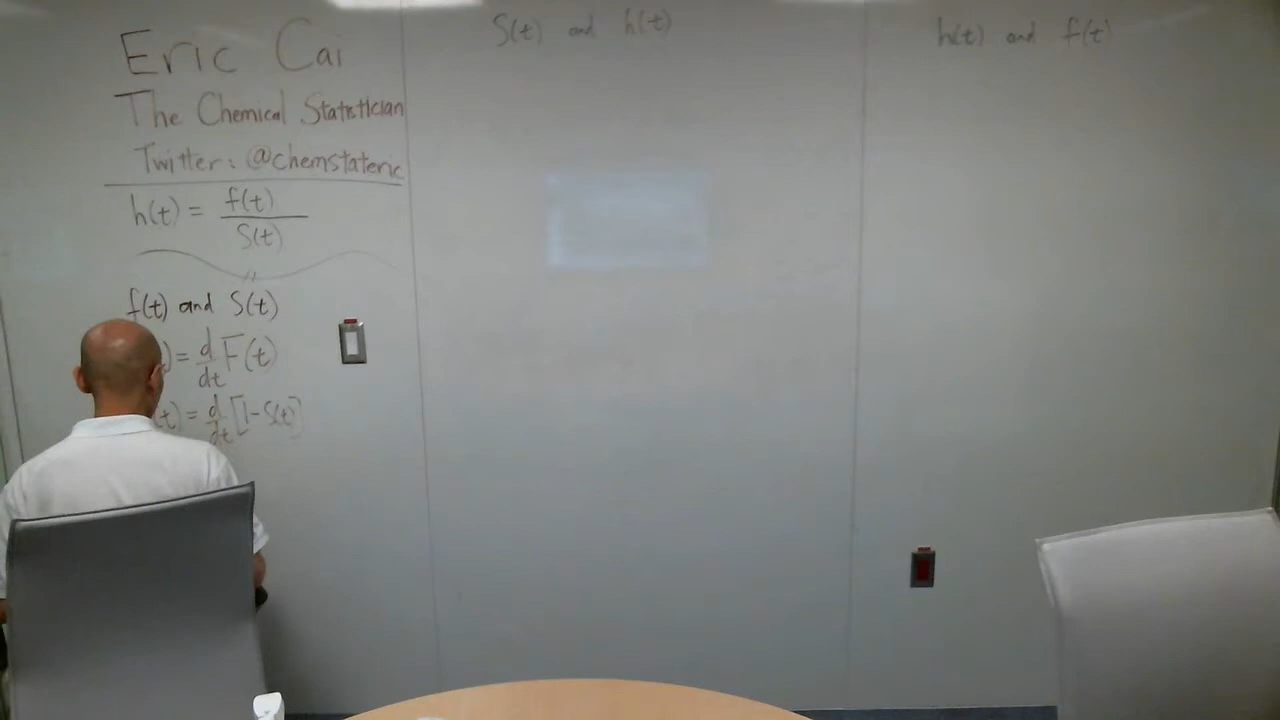 Eric Cai
The Chemical Statistician
Twitter: @chemstateric
h(t) = f(t) / S(t)
f(t) and S(t)
) = d/dt F(t)
(t) = d/dt [1-S(t)]
S(t) and h(t)
h(t) and f(t)